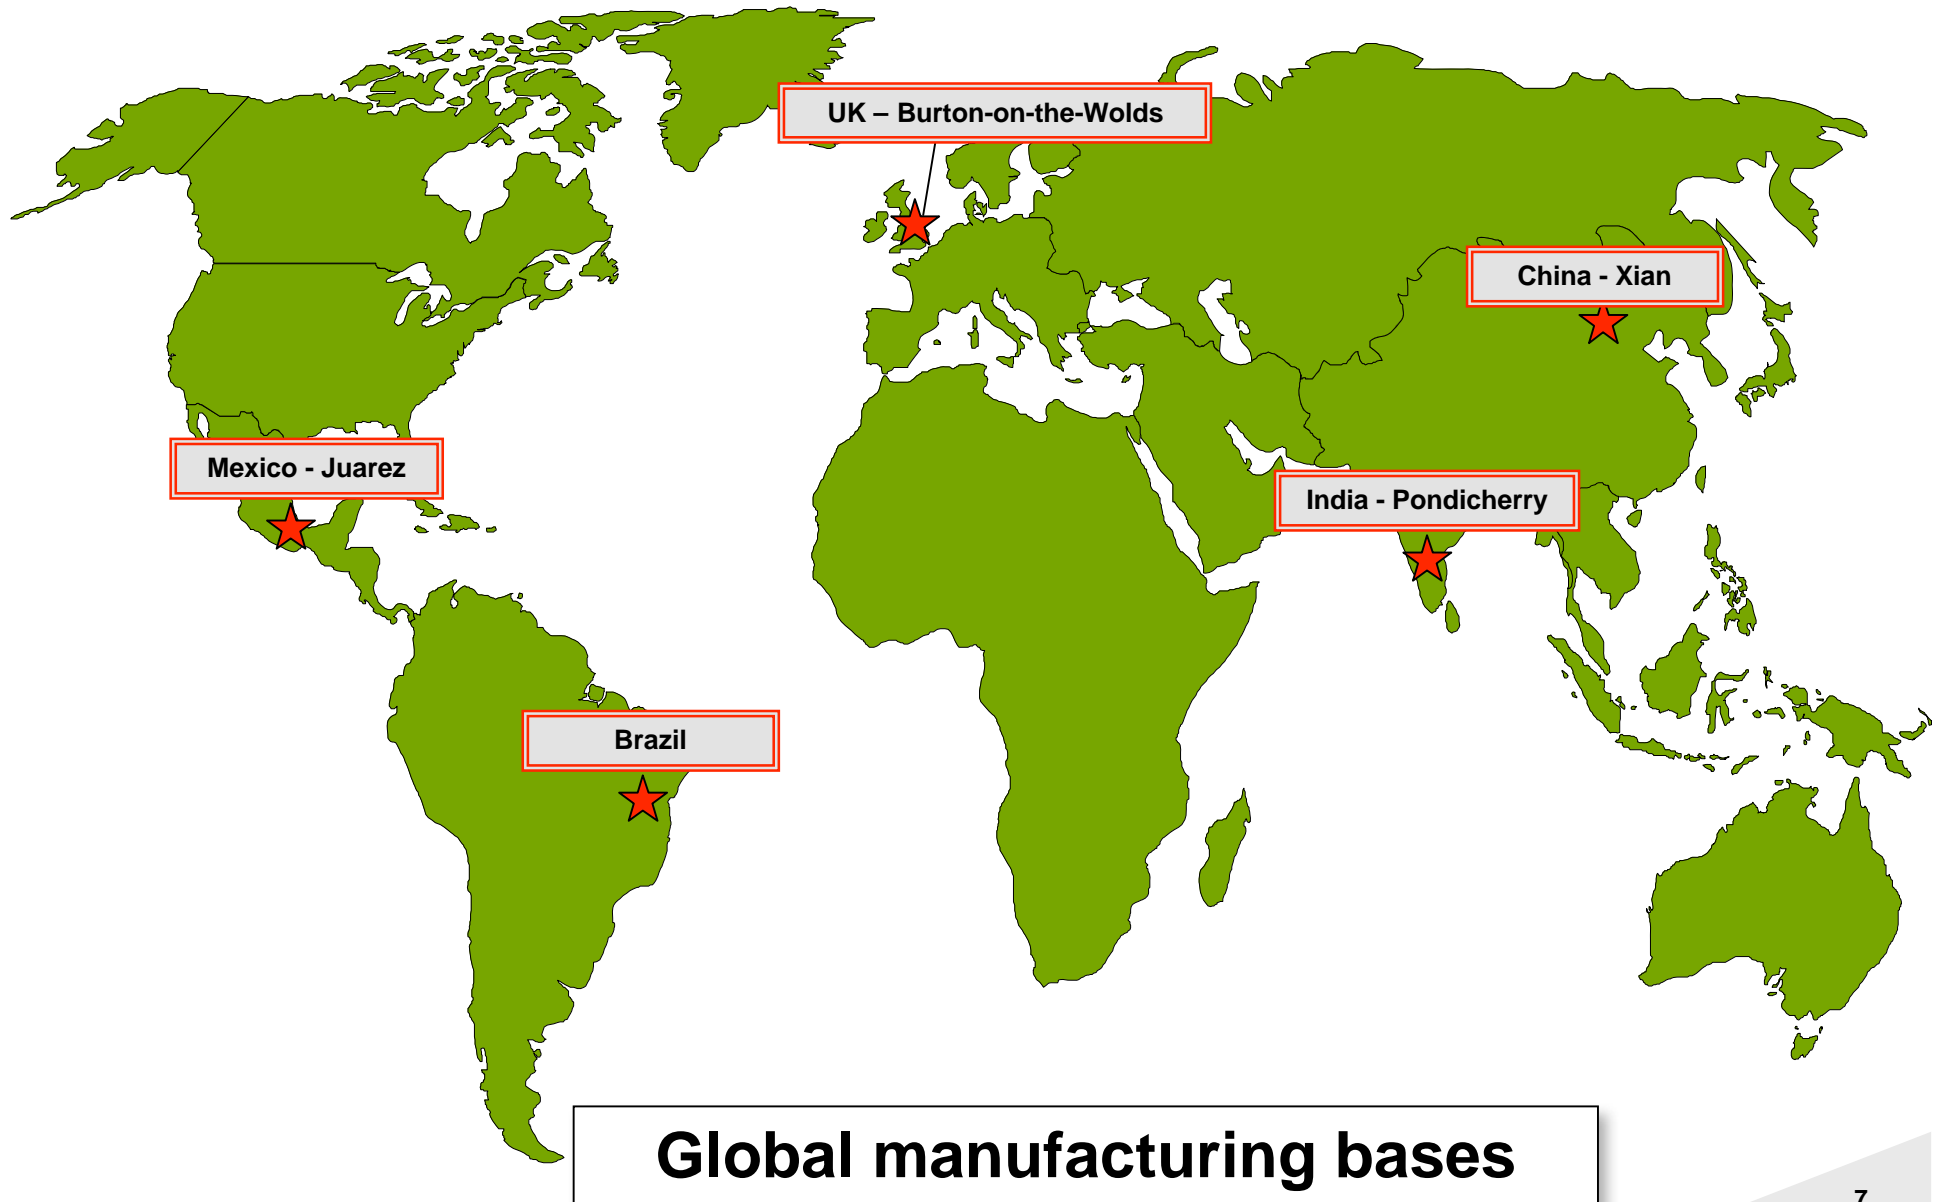 UK – Burton-on-the-Wolds
China - Xian
Mexico - Juarez
India - Pondicherry
Brazil
Global manufacturing bases
7